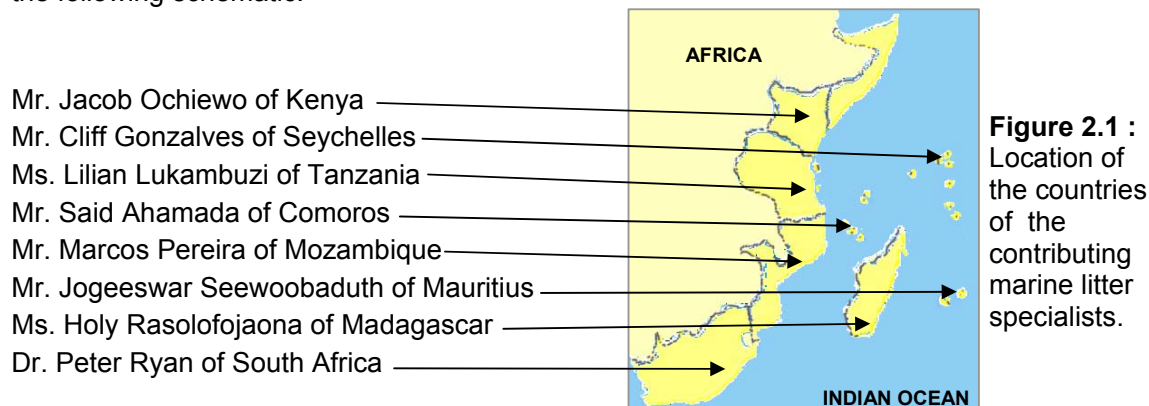 the following schematic.
AFRICA
Mr. Jacob Ochiewo of Kenya
Mr. Cliff Gonzalves of Seychelles
Ms. Lilian Lukambuzi of Tanzania
Mr. Said Ahamada of Comoros
Mr. Marcos Pereira of Mozambique
Mr. Jogeeswar Seewoobaduth of Mauritius
Ms. Holy Rasolofojaona of Madagascar
Dr. Peter Ryan of South Africa
INDIAN OCEAN
Figure 2.1 :
Location of
the countries
of the
contributing
marine litter
specialists.